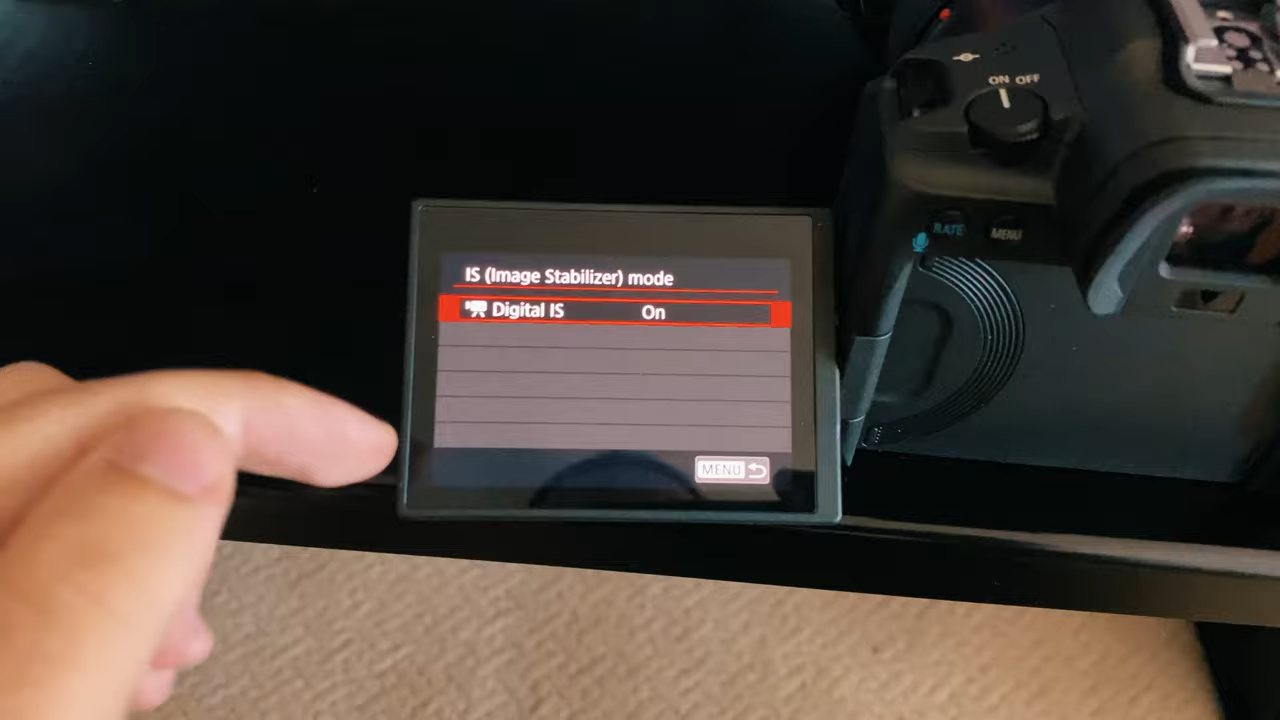 ON OFF
RATE MENU
IS (Image Stabilizer) mode
Digital IS On
MENU